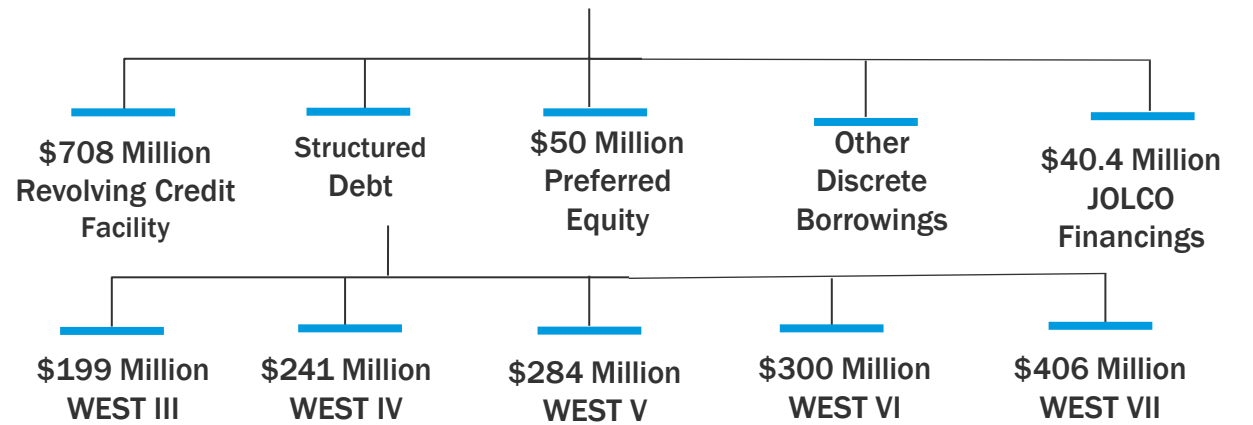 $708 Million
Revolving Credit
Facility
Structured
Debt
$50 Million
Preferred
Equity
Other
Discrete
Borrowings
$40.4 Million
JOLCO
Financings
$199 Million
WEST III
$241 Million
WEST IV
$284 Million
WEST V
$300 Million
WEST VI
$406 Million
WEST VII